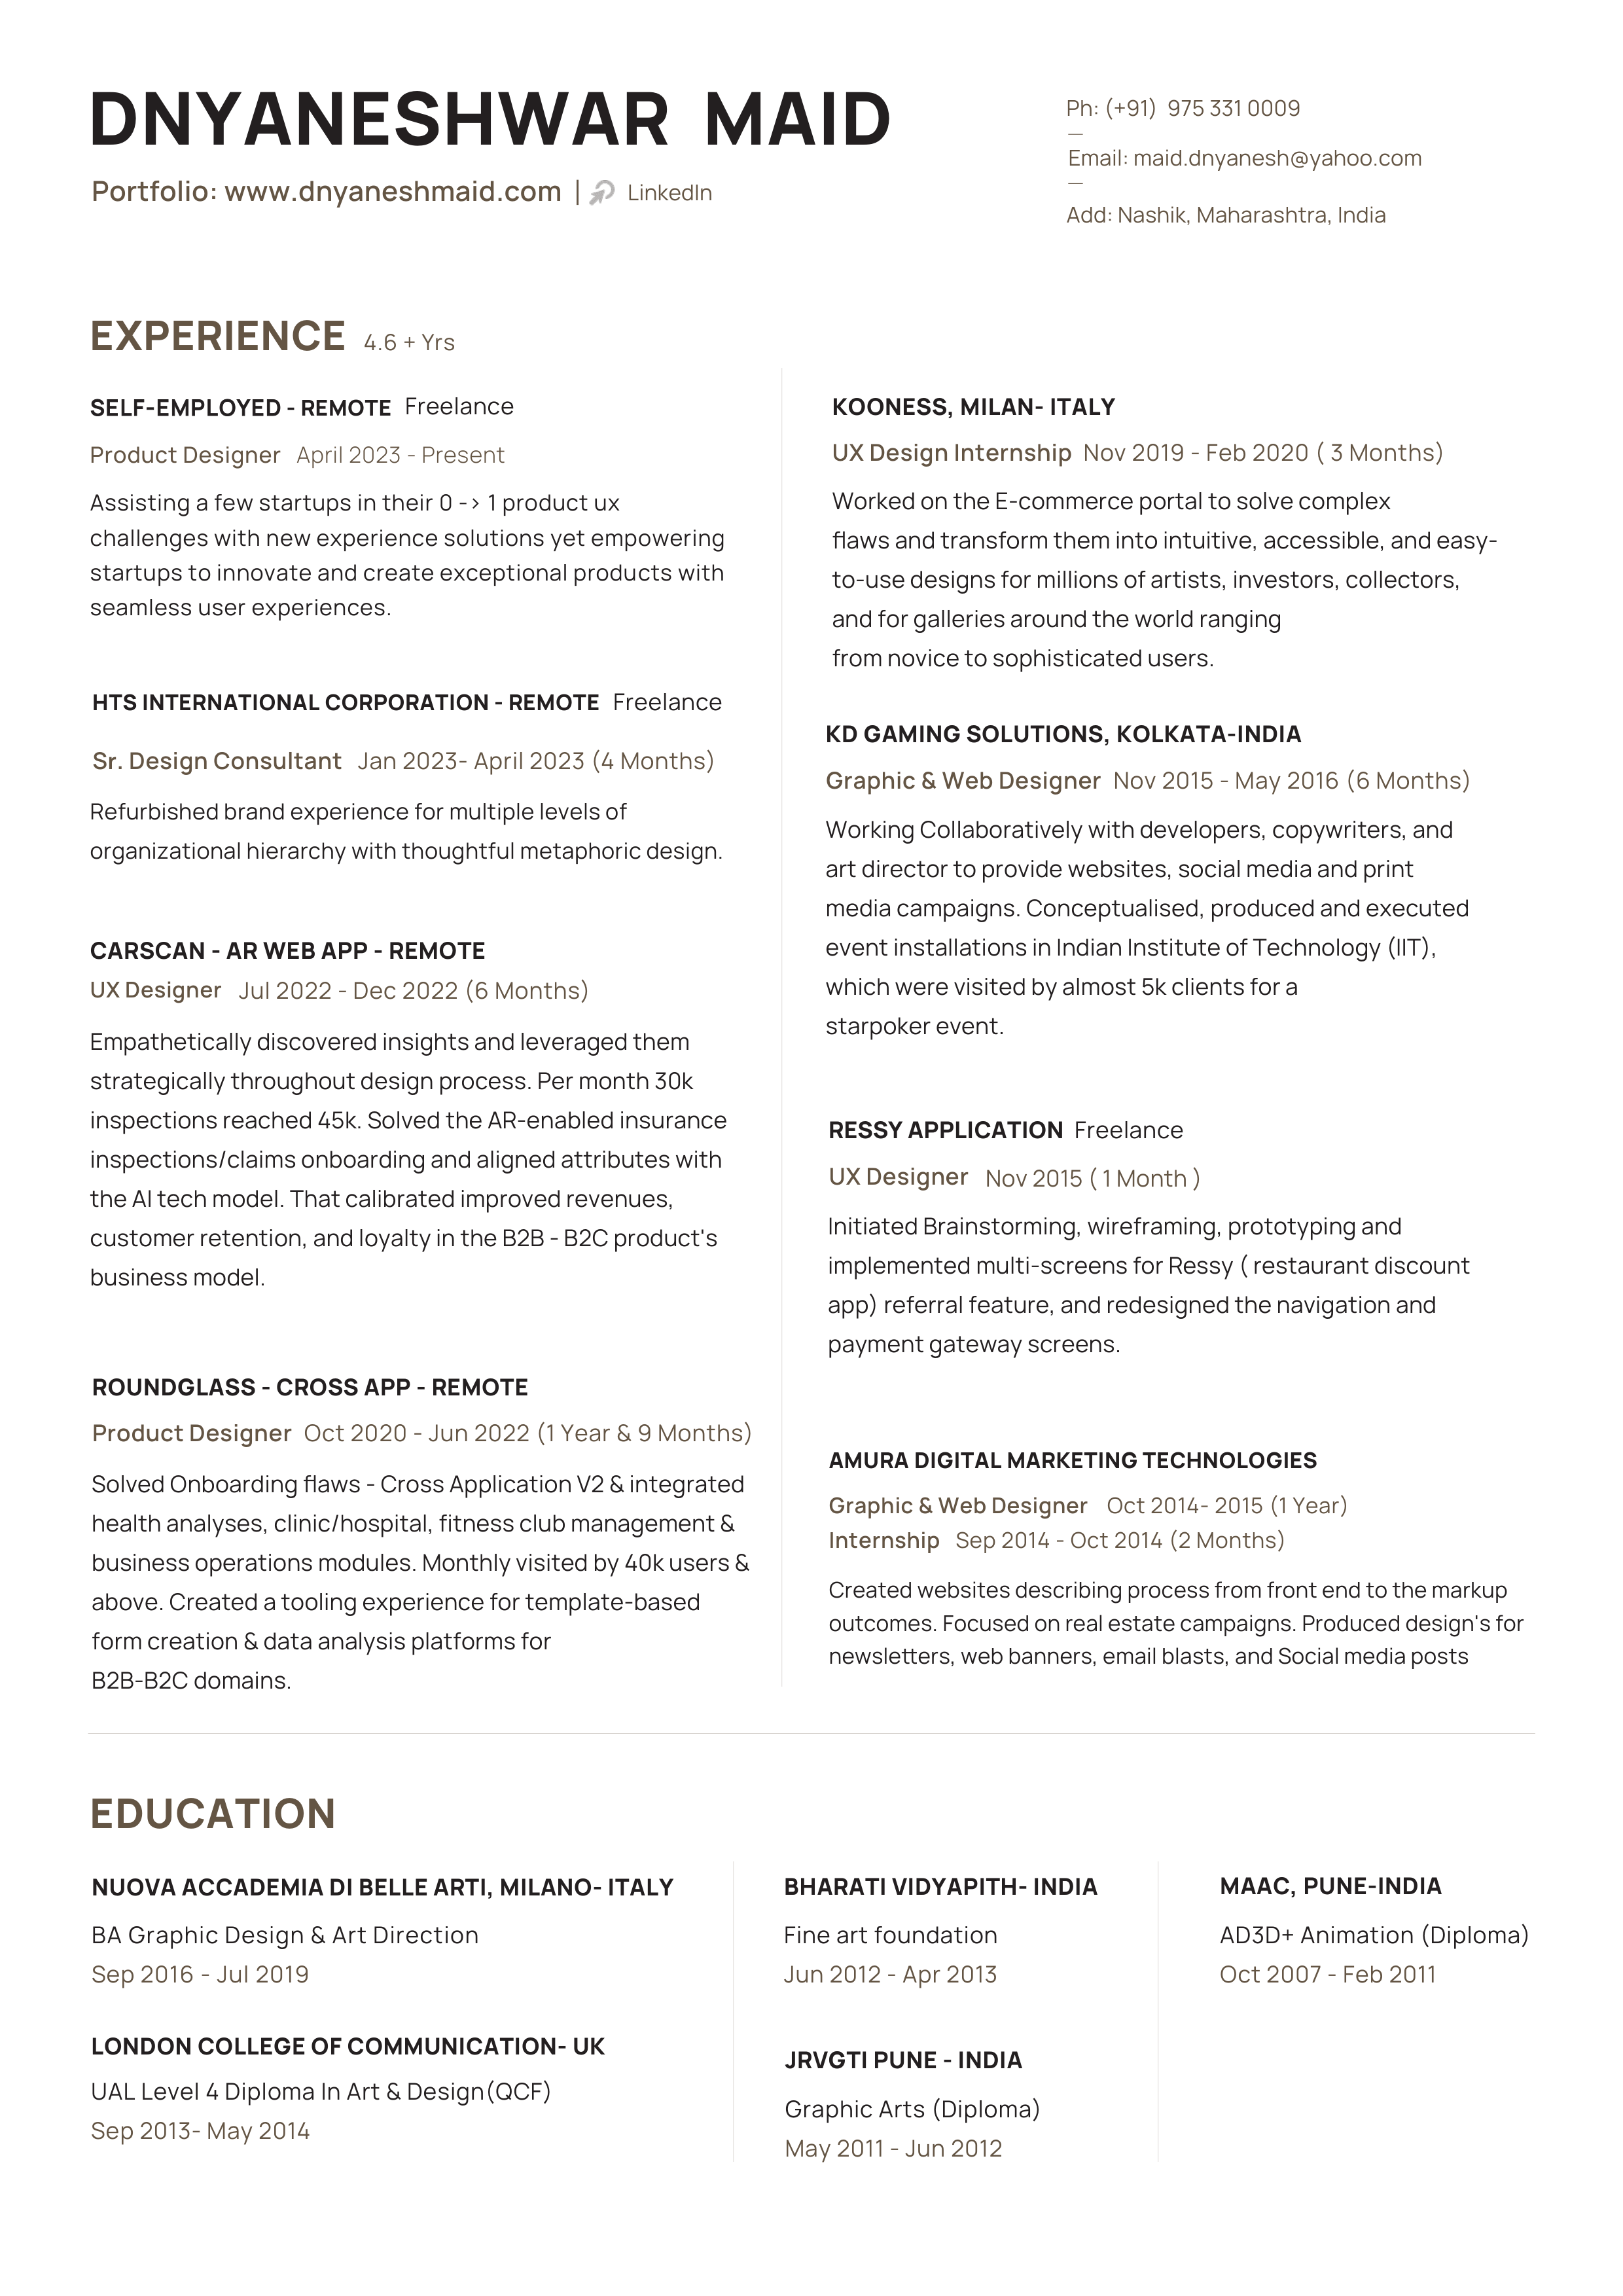 DNYANESHWAR MAID
Portfolio: www.dnyaneshmaid.com | LinkedIn
Ph: (+91) 975 331 0009
—
Email: maid.dnyanesh@yahoo.com
—
Add: Nashik, Maharashtra, India
EXPERIENCE 4.6 + Yrs
SELF-EMPLOYED - REMOTE Freelance
Product Designer April 2023 - Present
Assisting a few startups in their 0 -> 1 product ux
challenges with new experience solutions yet empowering
startups to innovate and create exceptional products with
seamless user experiences.
HTS INTERNATIONAL CORPORATION - REMOTE Freelance
Sr. Design Consultant Jan 2023- April 2023 (4 Months)
Refurbished brand experience for multiple levels of
organizational hierarchy with thoughtful metaphoric design.
CARSCAN - AR WEB APP - REMOTE
UX Designer Jul 2022 - Dec 2022 (6 Months)
Empathetically discovered insights and leveraged them
strategically throughout design process. Per month 30k
inspections reached 45k. Solved the AR-enabled insurance
inspections/claims onboarding and aligned attributes with
the AI tech model. That calibrated improved revenues,
customer retention, and loyalty in the B2B - B2C product's
business model.
ROUNDGLASS - CROSS APP - REMOTE
Product Designer Oct 2020 - Jun 2022 (1 Year & 9 Months)
Solved Onboarding flaws - Cross Application V2 & integrated
health analyses, clinic/hospital, fitness club management &
business operations modules. Monthly visited by 40k users &
above. Created a tooling experience for template-based
form creation & data analysis platforms for
B2B-B2C domains.
KOONESS, MILAN- ITALY
UX Design Internship Nov 2019 - Feb 2020 ( 3 Months)
Worked on the E-commerce portal to solve complex
flaws and transform them into intuitive, accessible, and easy-
to-use designs for millions of artists, investors, collectors,
and for galleries around the world ranging
from novice to sophisticated users.
KD GAMING SOLUTIONS, KOLKATA-INDIA
Graphic & Web Designer Nov 2015 - May 2016 (6 Months)
Working Collaboratively with developers, copywriters, and
art director to provide websites, social media and print
media campaigns. Conceptualised, produced and executed
event installations in Indian Institute of Technology (IIT),
which were visited by almost 5k clients for a
starpoker event.
RESSY APPLICATION Freelance
UX Designer Nov 2015 ( 1 Month )
Initiated Brainstorming, wireframing, prototyping and
implemented multi-screens for Ressy ( restaurant discount
app) referral feature, and redesigned the navigation and
payment gateway screens.
AMURA DIGITAL MARKETING TECHNOLOGIES
Graphic & Web Designer Oct 2014- 2015 (1 Year)
Internship Sep 2014 - Oct 2014 (2 Months)
Created websites describing process from front end to the markup
outcomes. Focused on real estate campaigns. Produced design's for
newsletters, web banners, email blasts, and Social media posts
EDUCATION
NUOVA ACCADEMIA DI BELLE ARTI, MILANO- ITALY
BA Graphic Design & Art Direction
Sep 2016 - Jul 2019
LONDON COLLEGE OF COMMUNICATION- UK
UAL Level 4 Diploma In Art & Design(QCF)
Sep 2013- May 2014
BHARATI VIDYAPITH- INDIA
Fine art foundation
Jun 2012 - Apr 2013
JRVGTI PUNE - INDIA
Graphic Arts (Diploma)
May 2011 - Jun 2012
MAAC, PUNE-INDIA
AD3D+ Animation (Diploma)
Oct 2007 - Feb 2011